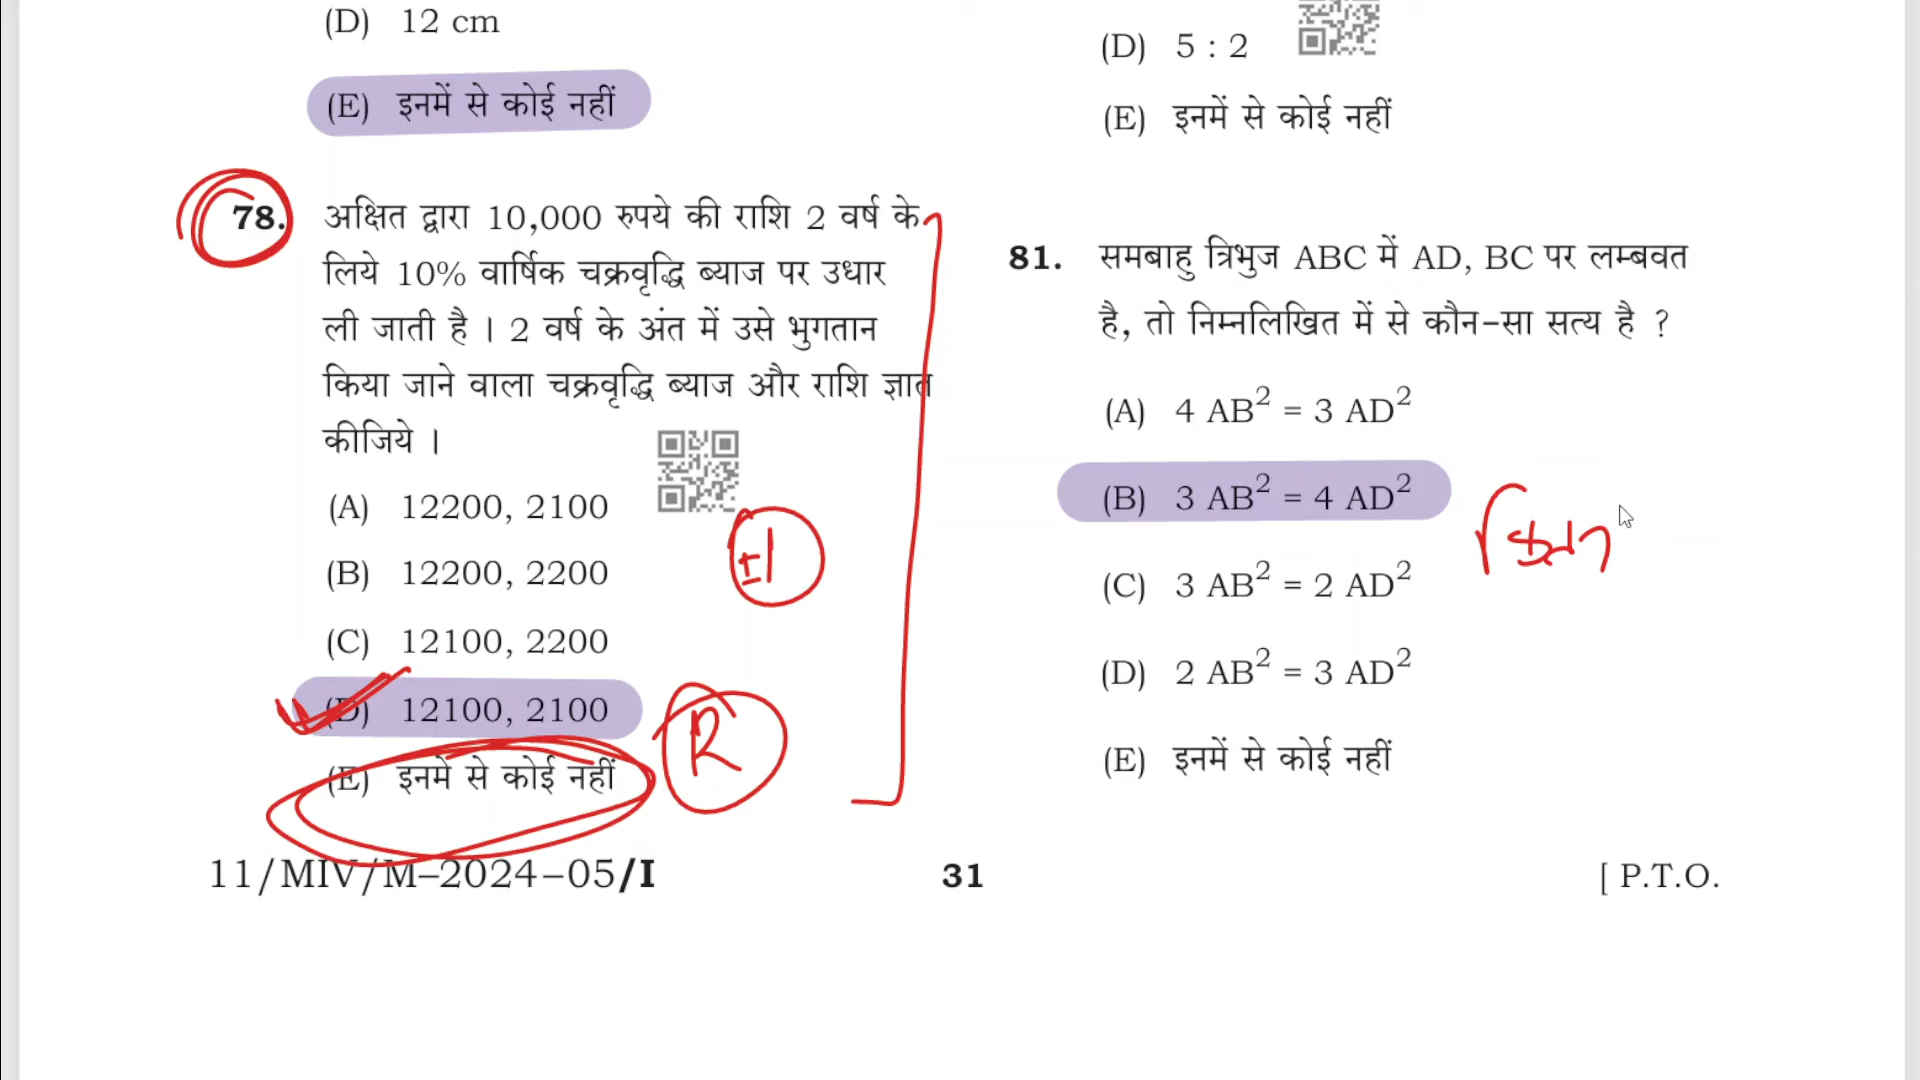 (D) 12 cm
(E) इनमें से कोई नहीं
78. अक्षित द्वारा 10,000 रुपये की राशि 2 वर्ष के
लिये 10% वार्षिक चक्रवृद्धि ब्याज पर उधार
ली जाती है । 2 वर्ष के अंत में उसे भुगतान
किया जाने वाला चक्रवृद्धि ब्याज और राशि ज्ञात
कीजिये ।
(A) 12200, 2100
(B) 12200, 2200
(C) 12100, 2200
(D) 12100, 2100
(E) इनमें से कोई नहीं
±1
R
(D) 5 : 2
(E) इनमें से कोई नहीं
81. समबाहु त्रिभुज ABC में AD, BC पर लम्बवत
है, तो निम्नलिखित में से कौन-सा सत्य है ?
(A) 4 AB² = 3 AD²
(B) 3 AB² = 4 AD²
(C) 3 AB² = 2 AD²
(D) 2 AB² = 3 AD²
(E) इनमें से कोई नहीं
11/MIV/M–2024–05/I 31 [ P.T.O.